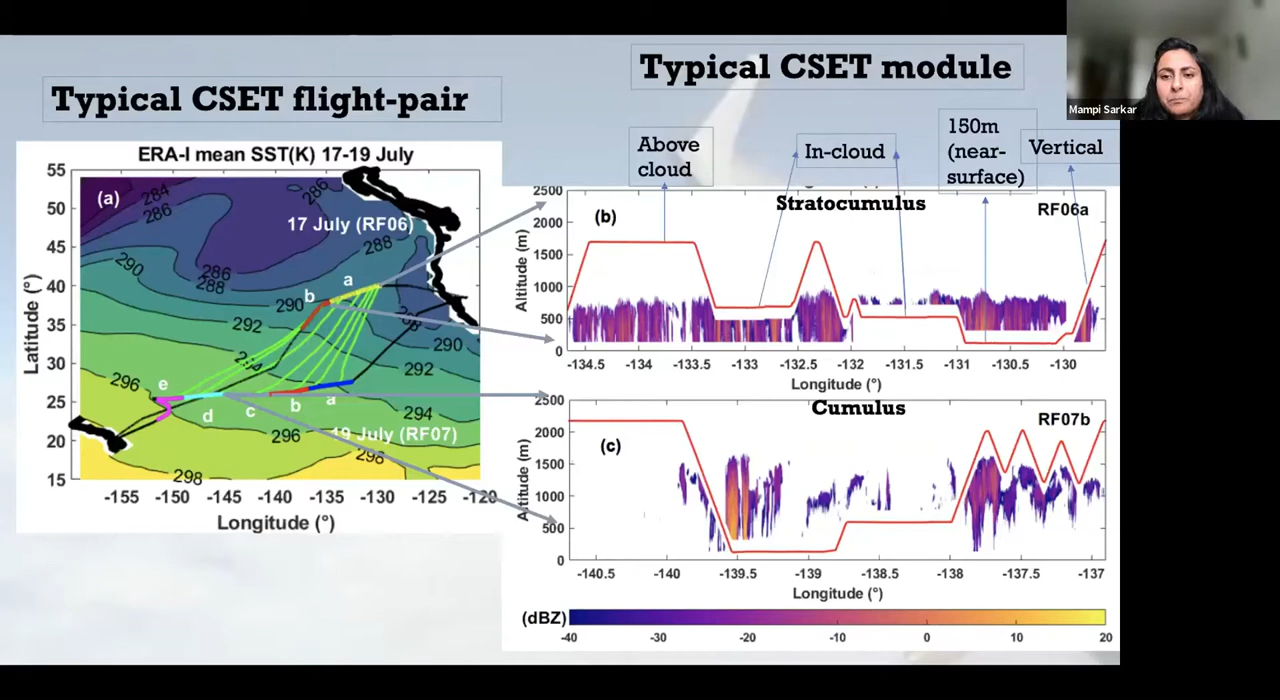 Typical CSET flight-pair
Typical CSET module
Mampi Sarkar
Above
cloud
In-cloud
150m
(near-
surface)
Vertical
ERA-I mean SST(K) 17-19 July
(a)
17 July (RF06)
19 July (RF07)
284
286
286
286
288
288
290
290
290
292
292
294
296
296
298
298
a
b
e
d
c
b
a
55
50
45
40
35
30
25
20
15
Latitude (°)
-155
-150
-145
-140
-135
-130
-125
-120
Longitude (°)
(b)
Stratocumulus
RF06a
2500
2000
1500
1000
500
0
Altitude (m)
-134.5
-134
-133.5
-133
-132.5
-132
-131.5
-131
-130.5
-130
Longitude (°)
(c)
Cumulus
RF07b
2500
2000
1500
1000
500
0
Altitude (m)
-140.5
-140
-139.5
-139
-138.5
-138
-137.5
-137
Longitude (°)
(dBZ)
-40
-30
-20
-10
0
10
20